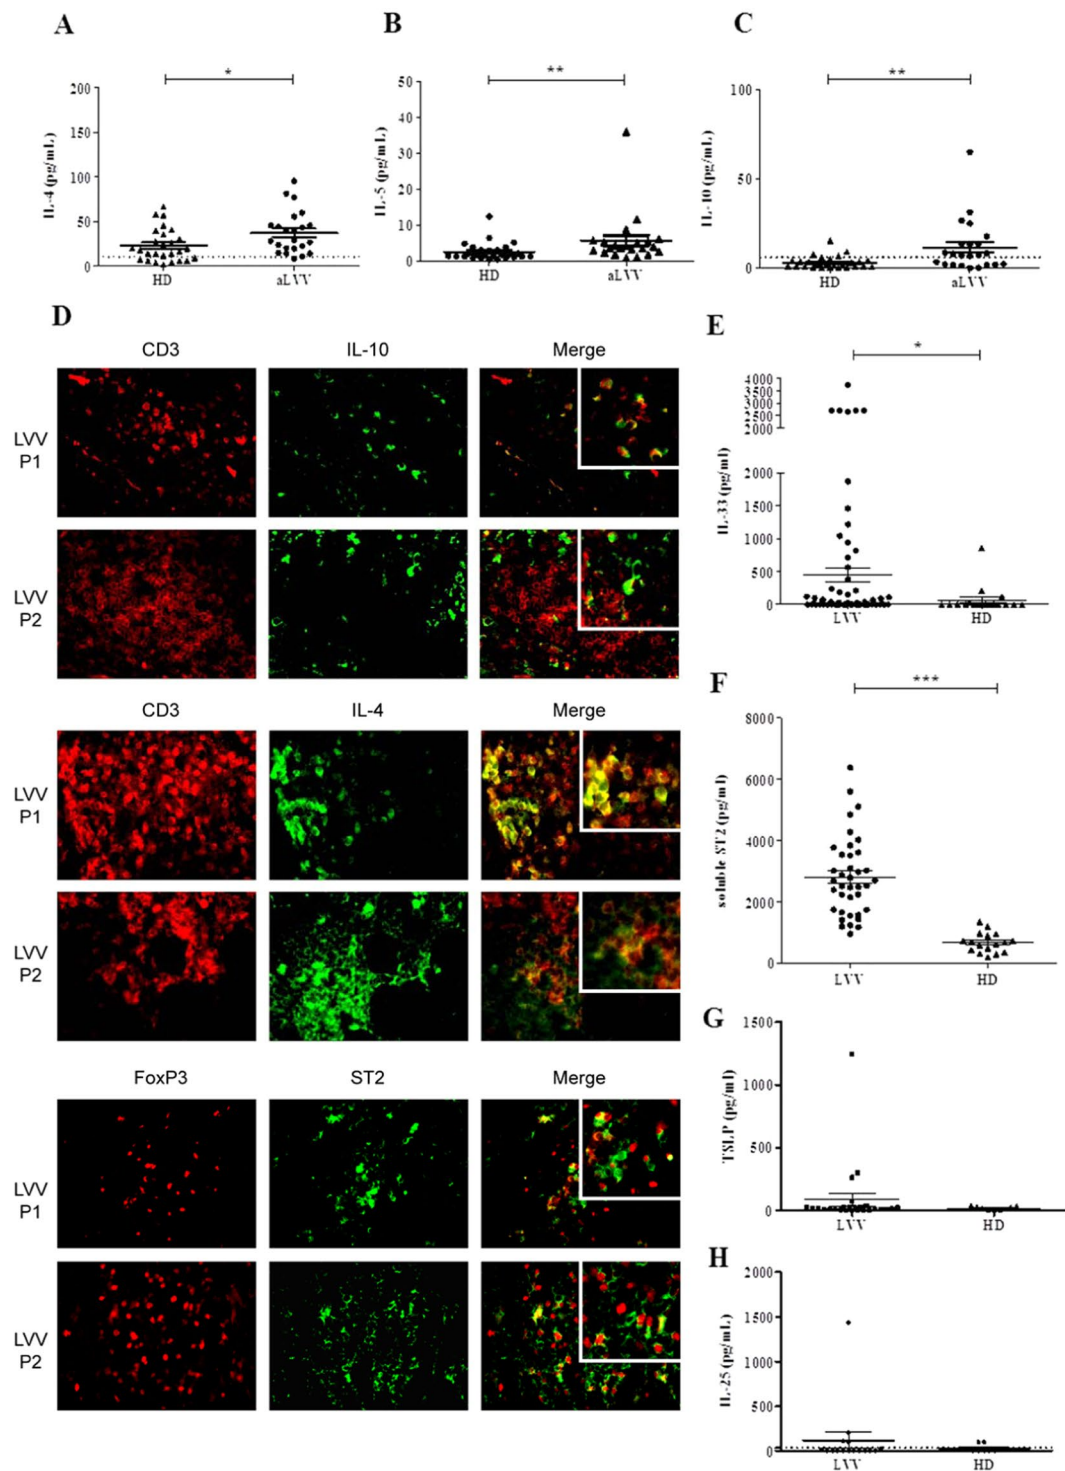 A
B
C
*
**
**
200
150
100
50
0
IL-4 (pg/mL)
HD
aLVV
50
40
30
20
10
0
IL-5 (pg/mL)
HD
aLVV
100
50
0
IL-10 (pg/mL)
HD
aLVV
D
CD3
IL-10
Merge
LVV
P1
LVV
P2
CD3
IL-4
Merge
LVV
P1
LVV
P2
FoxP3
ST2
Merge
LVV
P1
LVV
P2
E
*
4000
3500
3000
2500
2000
2000
1500
1000
500
0
IL-33 (pg/ml)
LVV
HD
F
***
8000
6000
4000
2000
0
soluble ST2 (pg/ml)
LVV
HD
G
1500
1000
500
0
TSLP (pg/ml)
LVV
HD
H
2000
1500
1000
500
0
IL-25 (pg/mL)
LVV
HD